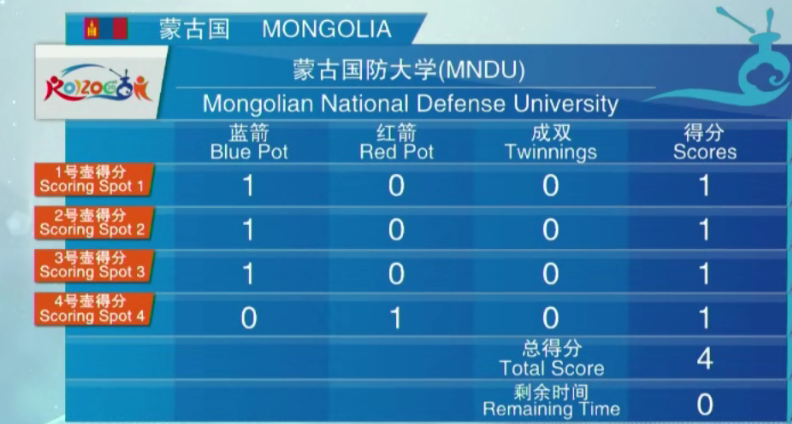 蒙古国 MONGOLIA
蒙古国防大学(MNDU)
Mongolian National Defense University
蓝箭 红箭 成双 得分
Blue Pot Red Pot Twinnings Scores
1号壶得分
Scoring Spot 1 1 0 0 1
2号壶得分
Scoring Spot 2 1 0 0 1
3号壶得分
Scoring Spot 3 1 0 0 1
4号壶得分
Scoring Spot 4 0 1 0 1
总得分
Total Score 4
剩余时间
Remaining Time 0